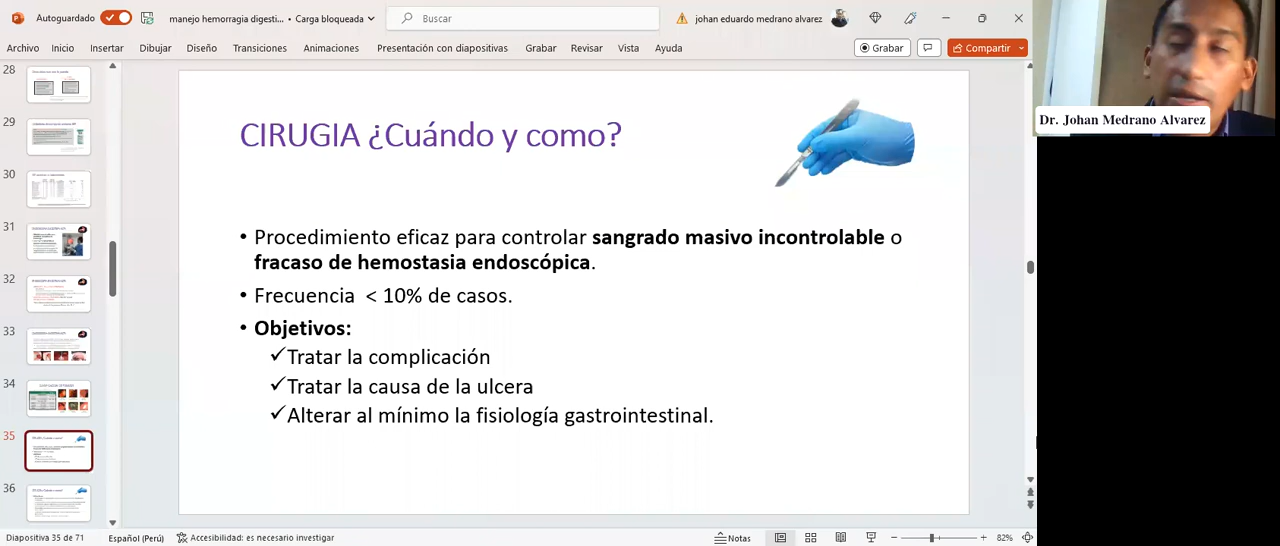 Autoguardado
manejo hemorragia digesti... • Carga bloqueada
Buscar
johan eduardo medrano alvarez
Archivo Inicio Insertar Dibujar Diseño Transiciones Animaciones Presentación con diapositivas Grabar Revisar Vista Ayuda
Grabar
Compartir
28
29
30
31
32
33
34
35
36
CIRUGIA ¿Cuándo y como?
• Procedimiento eficaz para controlar sangrado masivo incontrolable o
fracaso de hemostasia endoscópica.
• Frecuencia < 10% de casos.
• Objetivos:
✓Tratar la complicación
✓Tratar la causa de la ulcera
✓Alterar al mínimo la fisiología gastrointestinal.
Dr. Johan Medrano Alvarez
Diapositiva 35 de 71 Español (Perú) Accesibilidad: es necesario investigar
Notas
82%